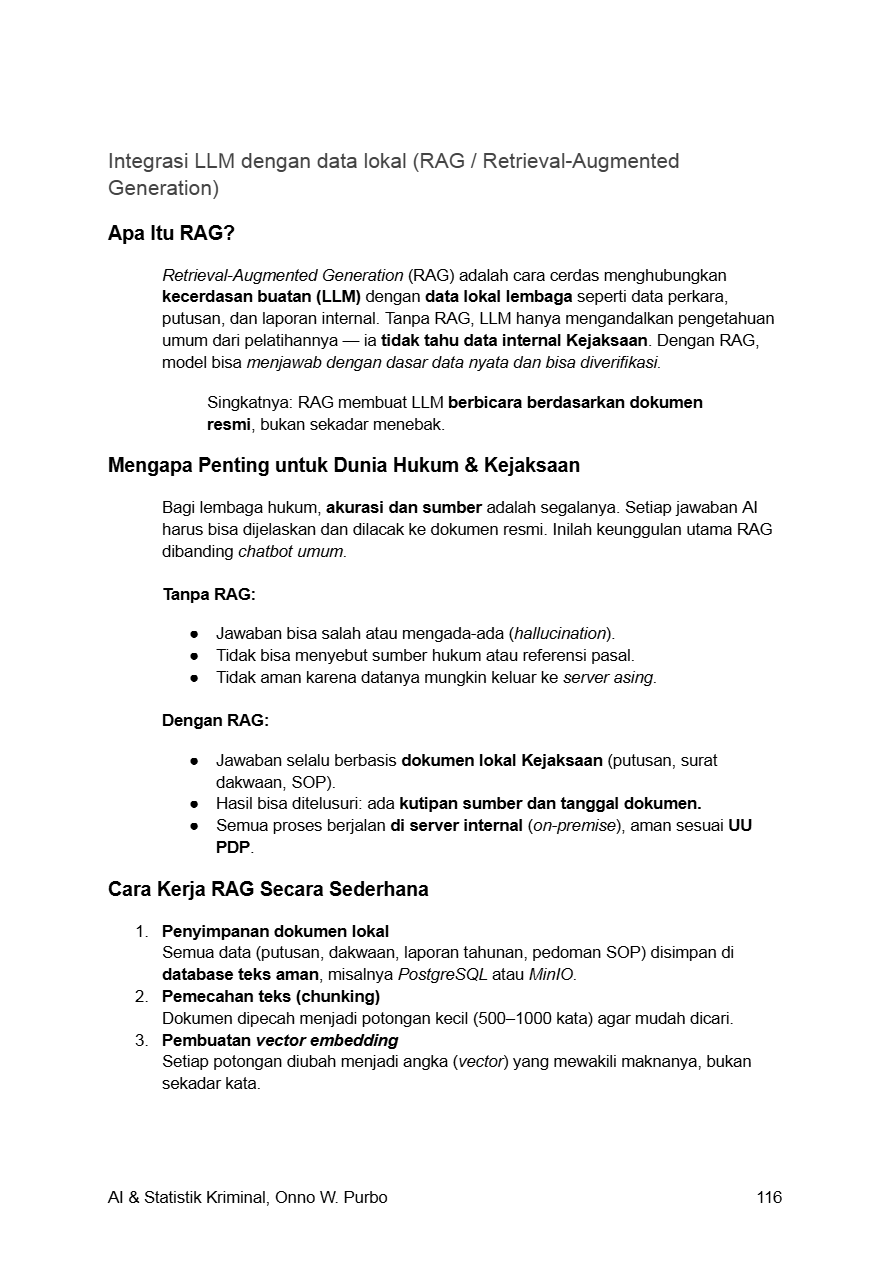 Integrasi LLM dengan data lokal (RAG / Retrieval-Augmented
Generation)
Apa Itu RAG?
Retrieval-Augmented Generation (RAG) adalah cara cerdas menghubungkan
kecerdasan buatan (LLM) dengan data lokal lembaga seperti data perkara,
putusan, dan laporan internal. Tanpa RAG, LLM hanya mengandalkan pengetahuan
umum dari pelatihannya — ia tidak tahu data internal Kejaksaan. Dengan RAG,
model bisa menjawab dengan dasar data nyata dan bisa diverifikasi.
Singkatnya: RAG membuat LLM berbicara berdasarkan dokumen
resmi, bukan sekadar menebak.
Mengapa Penting untuk Dunia Hukum & Kejaksaan
Bagi lembaga hukum, akurasi dan sumber adalah segalanya. Setiap jawaban AI
harus bisa dijelaskan dan dilacak ke dokumen resmi. Inilah keunggulan utama RAG
dibanding chatbot umum.
Tanpa RAG:
● Jawaban bisa salah atau mengada-ada (hallucination).
● Tidak bisa menyebut sumber hukum atau referensi pasal.
● Tidak aman karena datanya mungkin keluar ke server asing.
Dengan RAG:
● Jawaban selalu berbasis dokumen lokal Kejaksaan (putusan, surat
dakwaan, SOP).
● Hasil bisa ditelusuri: ada kutipan sumber dan tanggal dokumen.
● Semua proses berjalan di server internal (on-premise), aman sesuai UU
PDP.
Cara Kerja RAG Secara Sederhana
1. Penyimpanan dokumen lokal
Semua data (putusan, dakwaan, laporan tahunan, pedoman SOP) disimpan di
database teks aman, misalnya PostgreSQL atau MinIO.
2. Pemecahan teks (chunking)
Dokumen dipecah menjadi potongan kecil (500–1000 kata) agar mudah dicari.
3. Pembuatan vector embedding
Setiap potongan diubah menjadi angka (vector) yang mewakili maknanya, bukan
sekadar kata.
AI & Statistik Kriminal, Onno W. Purbo 116